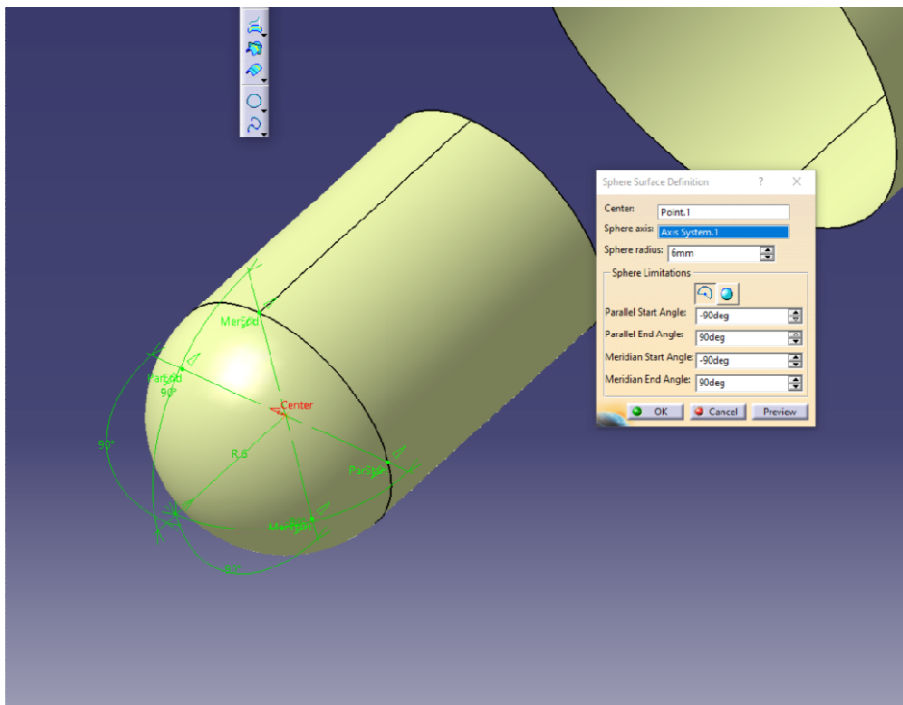 Sphere Surface Definition ? ×
Center: Point.1
Sphere axis: Axis System.1
Sphere radius: 6mm
Sphere Limitations
Parallel Start Angle: -90deg
Parallel End Angle: 90deg
Meridian Start Angle: -90deg
Meridian End Angle: 90deg
OK Cancel Preview
ParEnd
90°
Center
90°
R 6